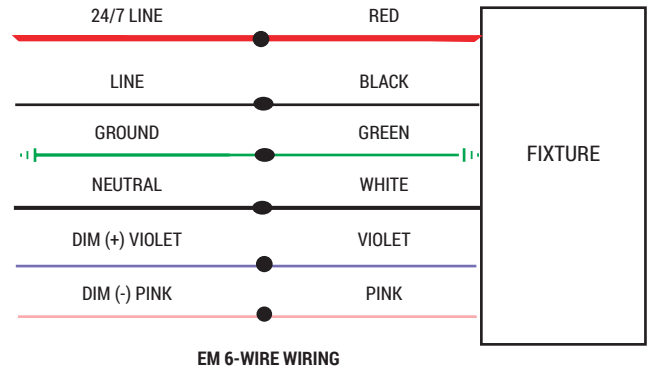 24/7 LINE RED
LINE BLACK
GROUND GREEN
FIXTURE
NEUTRAL WHITE
DIM (+) VIOLET VIOLET
DIM (-) PINK PINK
EM 6-WIRE WIRING